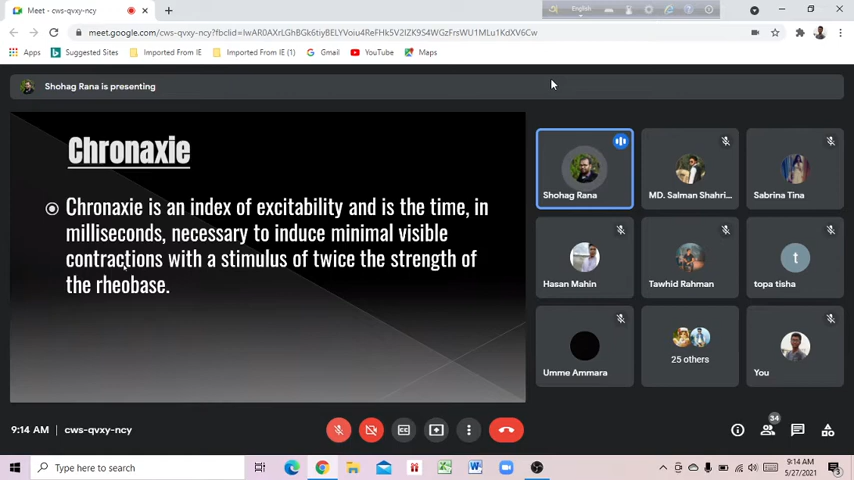 Meet - cws-qvxy-ncy
English
meet.google.com/cws-qvxy-ncy?fbclid=IwAR0AXrLGhBGk6tiyBELYVoiu4ReFHk5V2IZK9S4WGzFrsWU1MLu1KdXV6Cw
Apps
Suggested Sites
Imported From IE
Imported From IE (1)
Gmail
YouTube
Maps
Shohag Rana is presenting
Chronaxie
Chronaxie is an index of excitability and is the time, in
milliseconds, necessary to induce minimal visible
contractions with a stimulus of twice the strength of
the rheobase.
Shohag Rana
MD. Salman Shahri...
Sabrina Tina
Hasan Mahin
Tawhid Rahman
t
topa tisha
Umme Ammara
25 others
You
9:14 AM
cws-qvxy-ncy
34
Type here to search
9:14 AM
5/27/2021
3